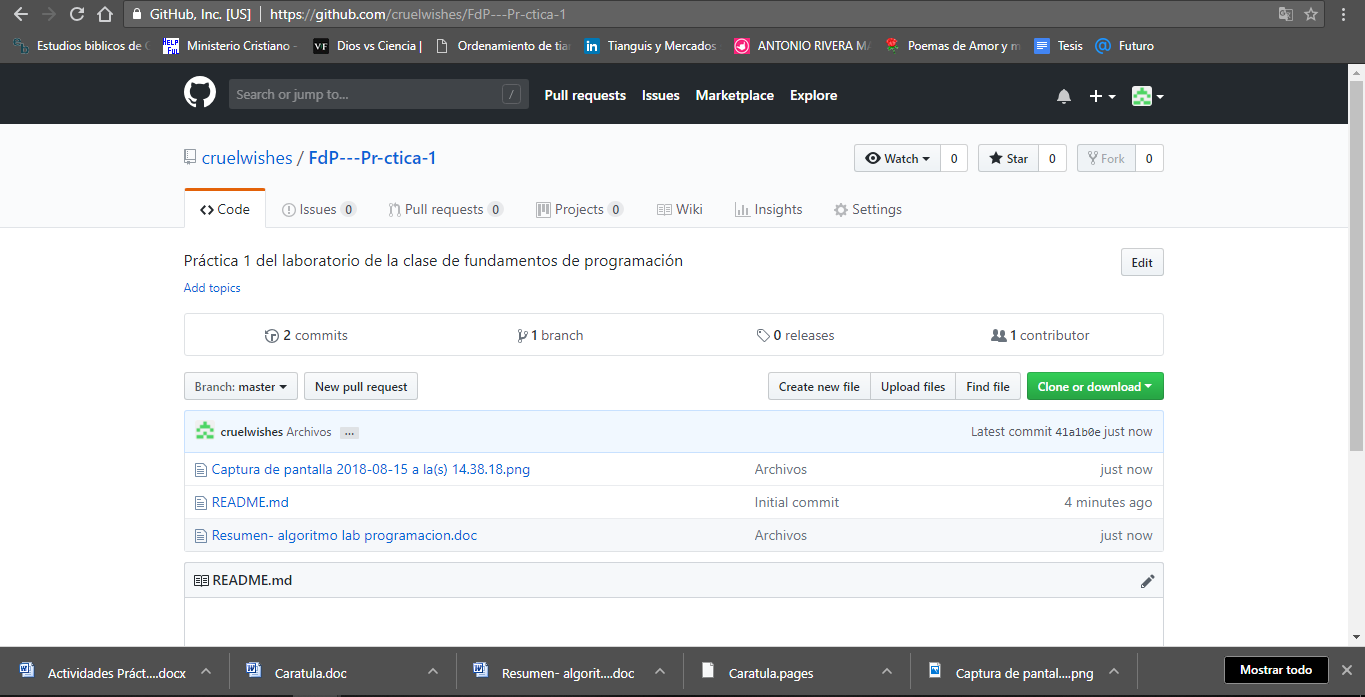 GitHub, Inc. [US] | https://github.com/cruelwishes/FdP---Pr-ctica-1
Estudios biblicos de HELP FUL Ministerio Cristiano - VF Dios vs Ciencia | Ordenamiento de tia in Tianguis y Mercados ANTONIO RIVERA M Poemas de Amor y m Tesis @ Futuro
Search or jump to... / Pull requests Issues Marketplace Explore
cruelwishes / FdP---Pr-ctica-1 Watch 0 Star 0 Fork 0
Code Issues 0 Pull requests 0 Projects 0 Wiki Insights Settings
Práctica 1 del laboratorio de la clase de fundamentos de programación Edit
Add topics
2 commits 1 branch 0 releases 1 contributor
Branch: master New pull request Create new file Upload files Find file Clone or download
cruelwishes Archivos ... Latest commit 41a1b0e just now
Captura de pantalla 2018-08-15 a la(s) 14.38.18.png Archivos just now
README.md Initial commit 4 minutes ago
Resumen- algoritmo lab programacion.doc Archivos just now
README.md
Actividades Práct....docx Caratula.doc Resumen- algorit....doc Caratula.pages Captura de pantal....png Mostrar todo